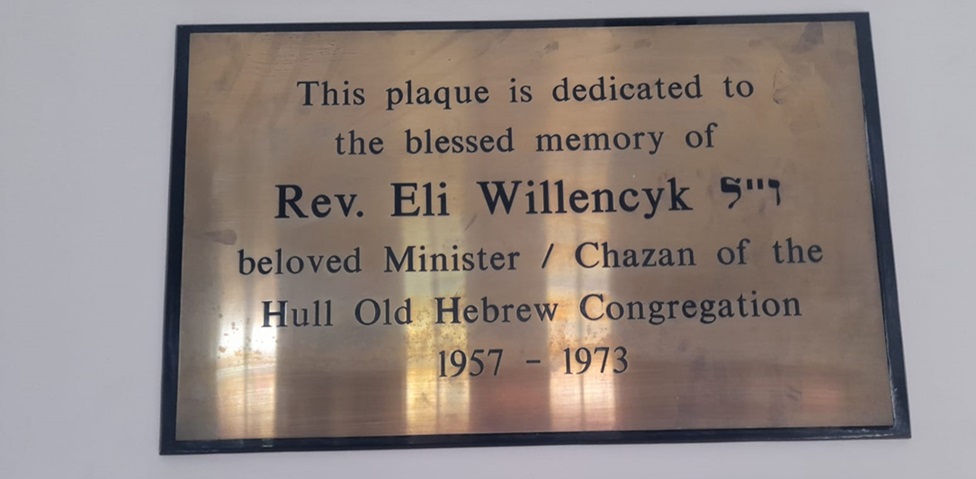 This plaque is dedicated to
the blessed memory of
Rev. Eli Willencyk ז״ל
beloved Minister / Chazan of the
Hull Old Hebrew Congregation
1957 - 1973